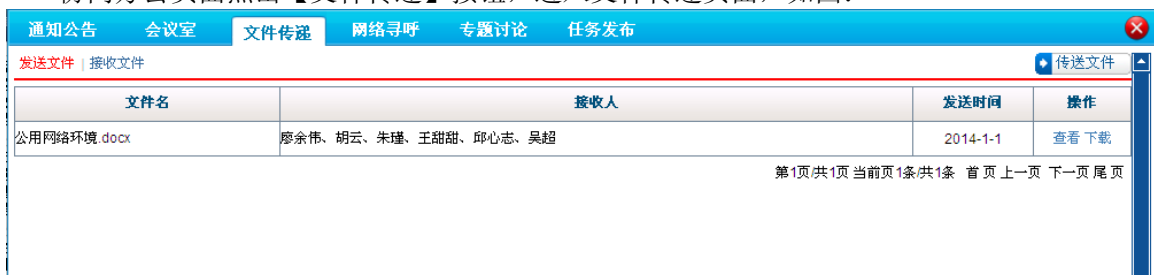 通知公告 会议室 文件传递 网络寻呼 专题讨论 任务发布
发送文件 | 接收文件 传送文件
文件名 接收人 发送时间 操作
公用网络环境.docx 廖余伟、胡云、朱瑾、王甜甜、邱心志、吴超 2014-1-1 查看 下载
第1页/共1页 当前页1条/共1条 首 页 上一页 下一页 尾 页